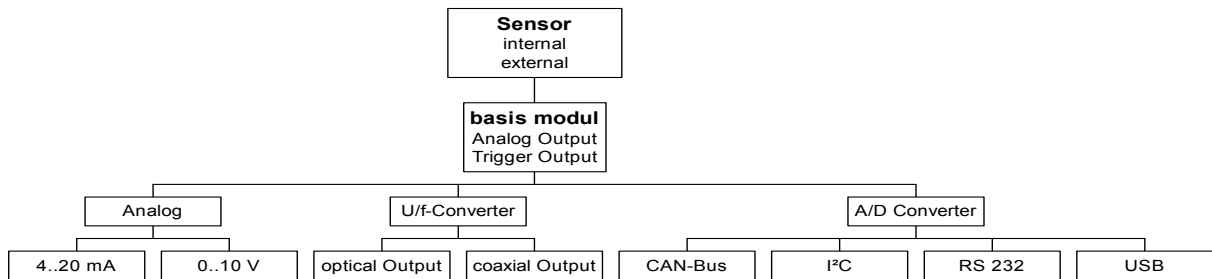 Sensor
internal
external
basis modul
Analog Output
Trigger Output
Analog
U/f-Converter
A/D Converter
4..20 mA
0..10 V
optical Output
coaxial Output
CAN-Bus
I²C
RS 232
USB